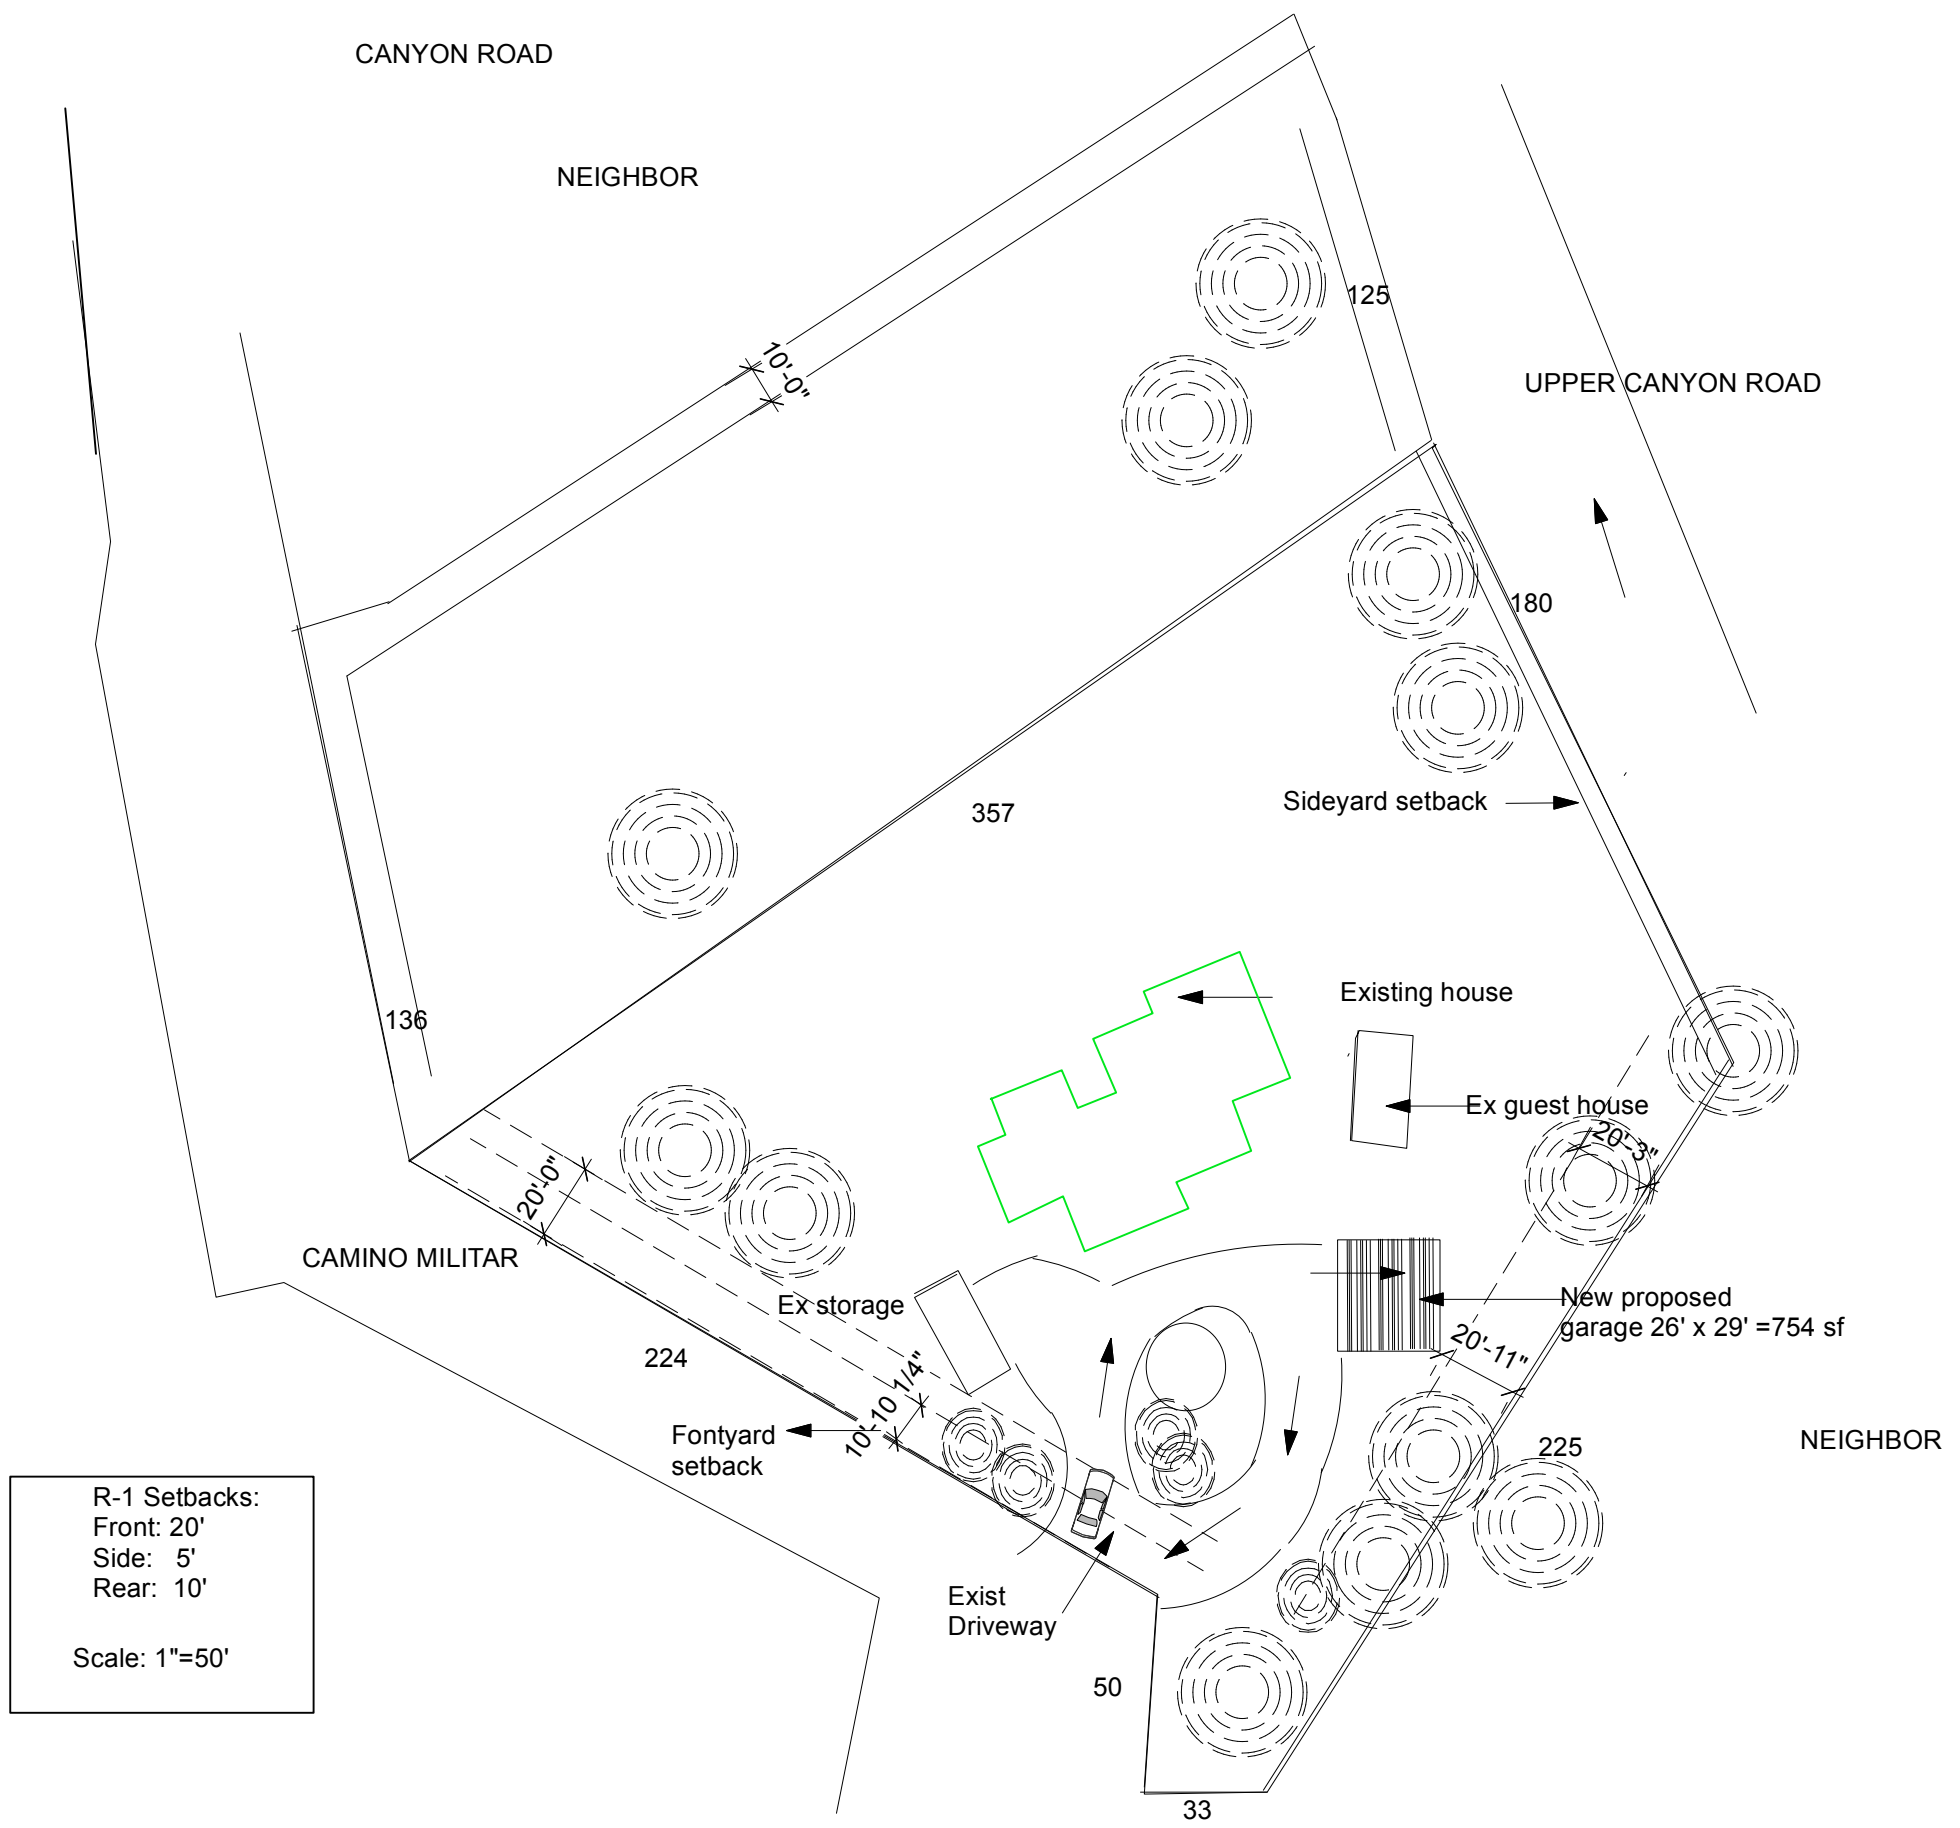 CANYON ROAD
NEIGHBOR
10'-0"
125
UPPER CANYON ROAD
180
357
Sideyard setback
Existing house
136
Ex guest house
20'-3"
20'-0"
CAMINO MILITAR
Ex storage
New proposed
garage 26' x 29' =754 sf
20'-11"
224
10'-10 1/4"
Fontyard
setback
225
NEIGHBOR
R-1 Setbacks:
Front: 20'
Side: 5'
Rear: 10'
Scale: 1"=50'
Exist
Driveway
50
33